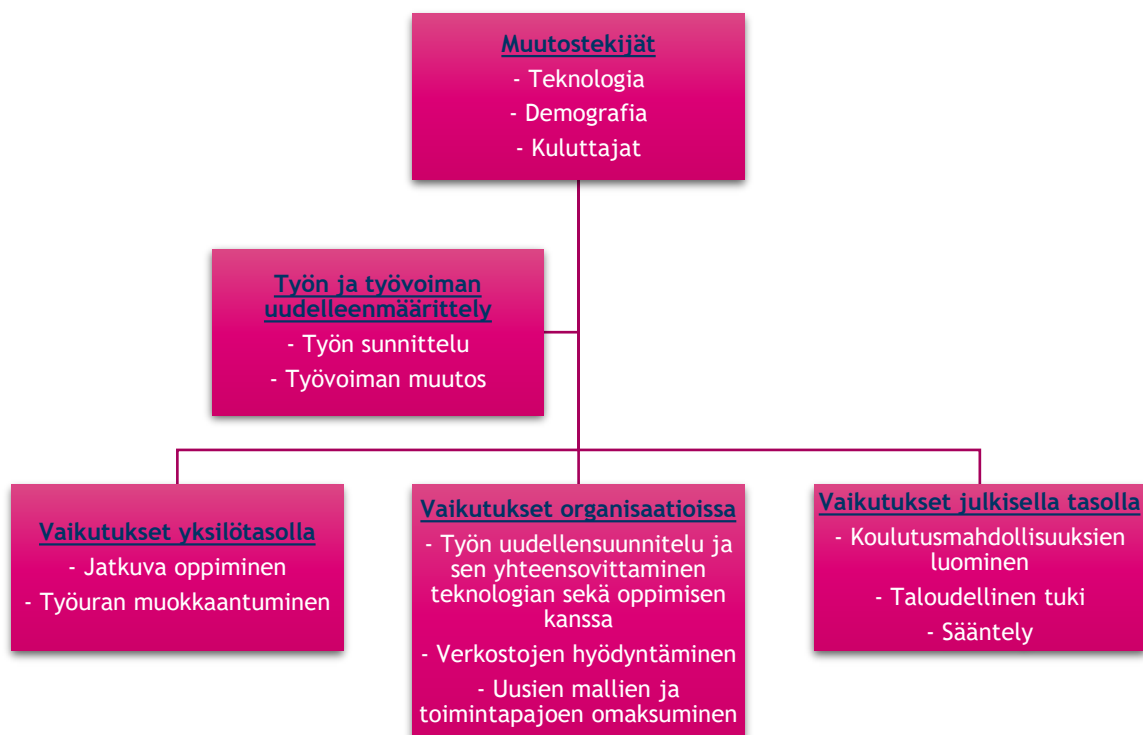 Muutostekijät
- Teknologia
- Demografia
- Kuluttajat
Työn ja työvoiman
uudelleenmäärittely
- Työn sunnittelu
- Työvoiman muutos
Vaikutukset yksilötasolla
- Jatkuva oppiminen
- Työuran muokkaantuminen
Vaikutukset organisaatioissa
- Työn uudellensuunnitelu ja
sen yhteensovittaminen
teknologian sekä oppimisen
kanssa
- Verkostojen hyödyntäminen
- Uusien mallien ja
toimintapajoen omaksuminen
Vaikutukset julkisella tasolla
- Koulutusmahdollisuuksien
luominen
- Taloudellinen tuki
- Sääntely